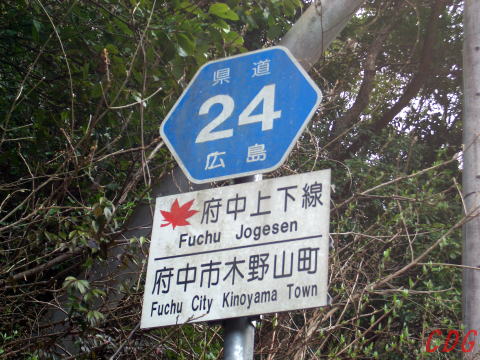 県道
24
広島
府中上下線
Fuchu Jogesen
府中市木野山町
Fuchu City Kinoyama Town
CDG